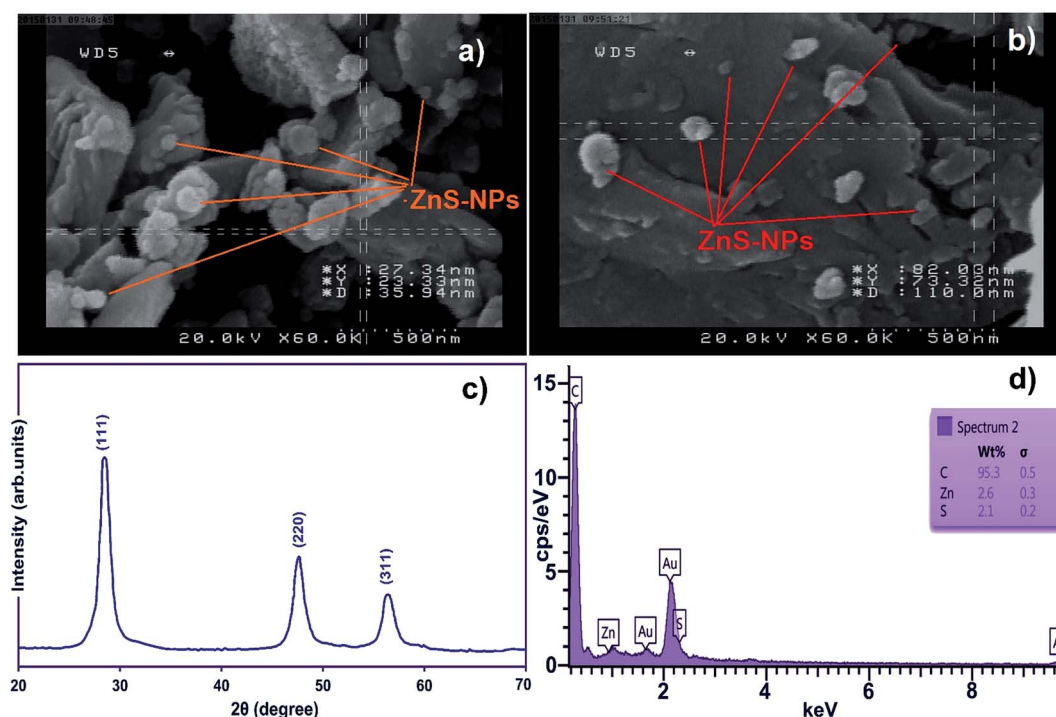 20150131 09:48:45
a)
WD5 ↔
ZnS-NPs
*X :27.34nm
*Y :23.33nm
*D :35.94nm
20.0kV X60.0K 500nm
20150131 09:51:21
b)
WD5 ↔
ZnS-NPs
*X :82.03nm
*Y :73.32nm
*D :110.0nm
20.0kV X60.0K 500nm
c)
Intensity (arb.units)
(111)
(220)
(311)
20 30 40 50 60 70
2θ (degree)
d)
cps/eV
15
10
5
0
C
Zn
Au
Au
S
A
Spectrum 2
Wt% σ
C 95.3 0.5
Zn 2.6 0.3
S 2.1 0.2
2 4 6 8
keV